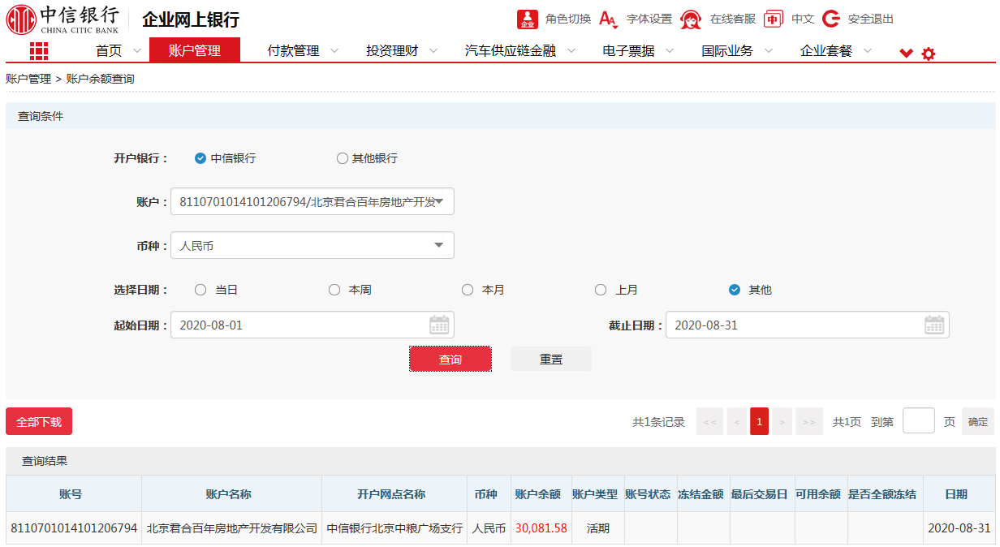 中信银行
CHINA CITIC BANK
企业网上银行
企业 角色切换 字体设置 在线客服 中文 安全退出
首页 账户管理 付款管理 投资理财 汽车供应链金融 电子票据 国际业务 企业套餐
账户管理 > 账户余额查询
查询条件
开户银行： 中信银行 其他银行
账户： 8110701014101206794/北京君合百年房地产开发
币种： 人民币
选择日期： 当日 本周 本月 上月 其他
起始日期： 2020-08-01 截止日期： 2020-08-31
查询 重置
全部下载 共1条记录 << < 1 > >> 共1页 到第 页 确定
查询结果
账号 账户名称 开户网点名称 币种 账户余额 账户类型 账号状态 冻结金额 最后交易日 可用余额 是否全额冻结 日期
8110701014101206794 北京君合百年房地产开发有限公司 中信银行北京中粮广场支行 人民币 30,081.58 活期 2020-08-31